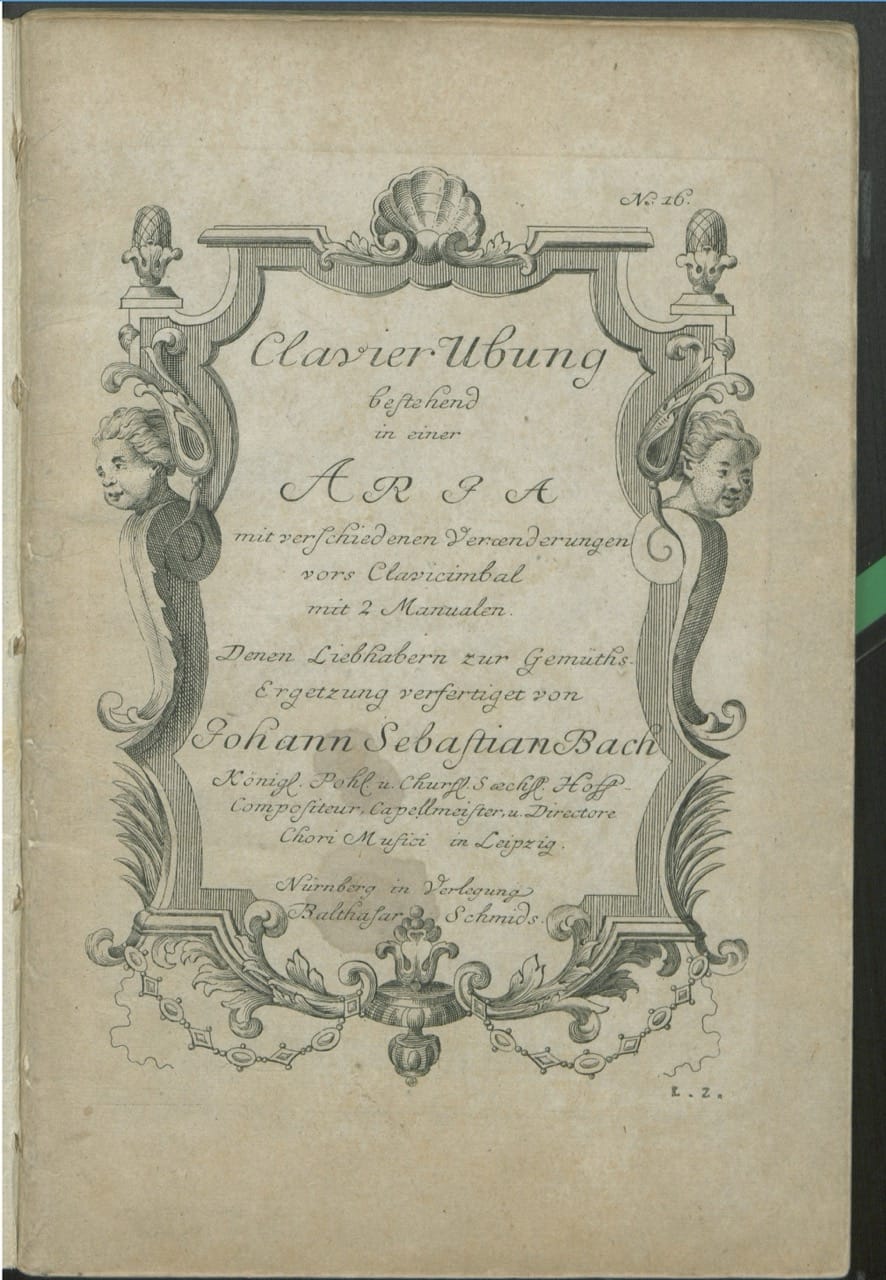 No. 16.
Clavier Ubung
bestehend
in einer
ARIA
mit verschiedenen Verænderungen
vors Clavicimbal
mit 2 Manualen.
Denen Liebhabern zur Gemüths-
Ergetzung verfertiget von
Johann Sebastian Bach
Königl. Pohl. u. Churfl. Sæchsl. Hoff-
Compositeur, Capellmeister, u. Directore
Chori Musici in Leipzig.
Nürnberg in Verlegung
Balthasar Schmids.
R. Z.